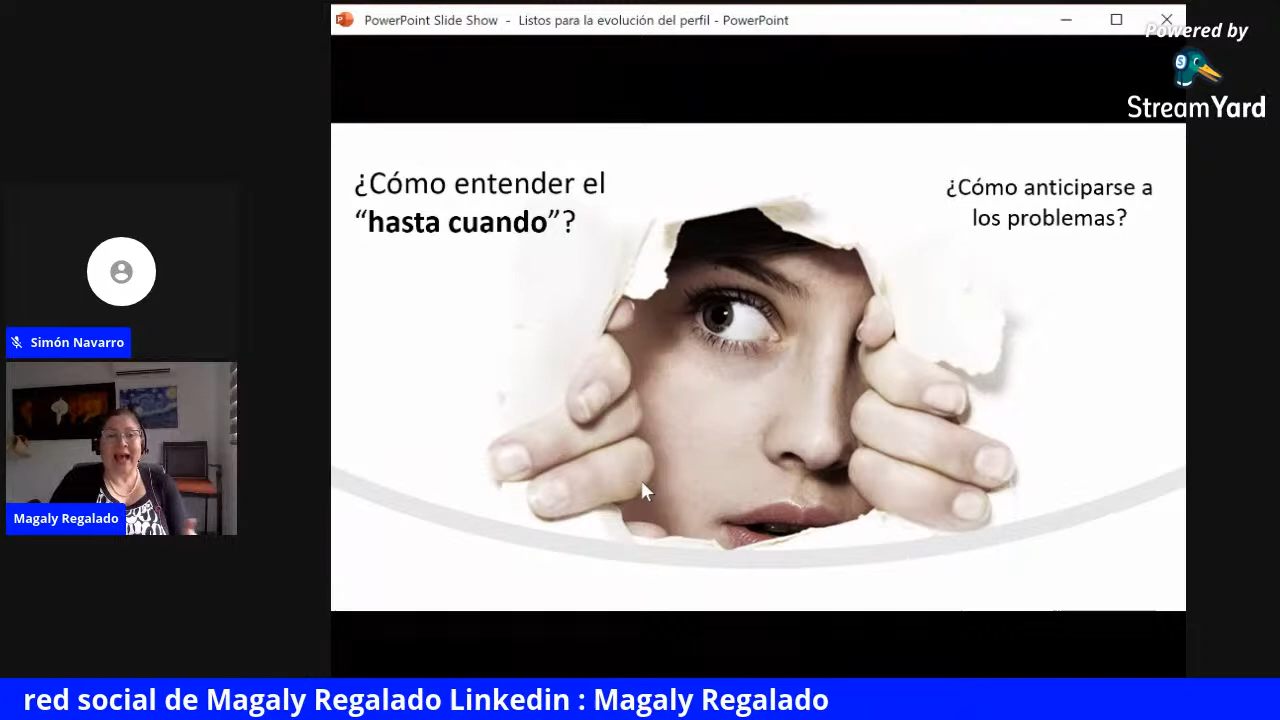 PowerPoint Slide Show - Listos para la evolución del perfil - PowerPoint
Powered by
StreamYard
¿Cómo entender el
“hasta cuando”?
¿Cómo anticiparse a
los problemas?
Simón Navarro
Magaly Regalado
red social de Magaly Regalado Linkedin : Magaly Regalado